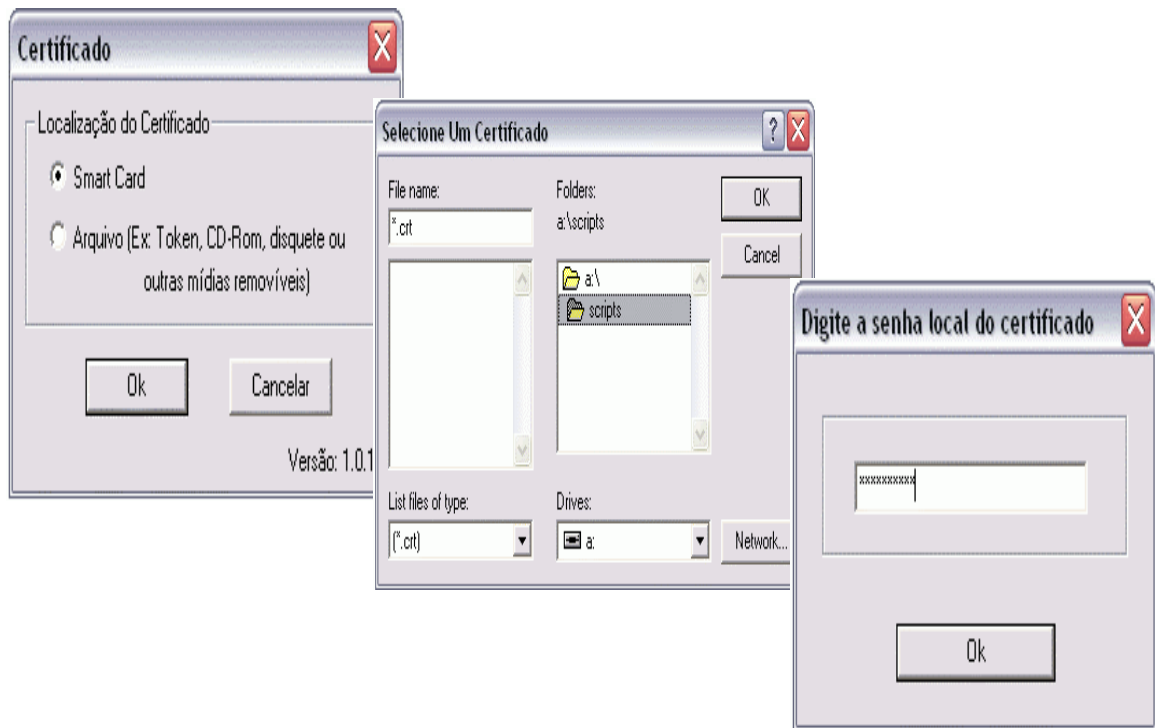 Certificado
Localização do Certificado
Smart Card
Arquivo (Ex: Token, CD-Rom, disquete ou
outras mídias removíveis)
Ok
Cancelar
Versão: 1.0.1
Selecione Um Certificado
?
File name:
*.crt
Folders:
a:\scripts
a:\
scripts
OK
Cancel
List files of type:
(*.crt)
Drives:
a:
Network...
Digite a senha local do certificado
xxxxxxxxxx
Ok